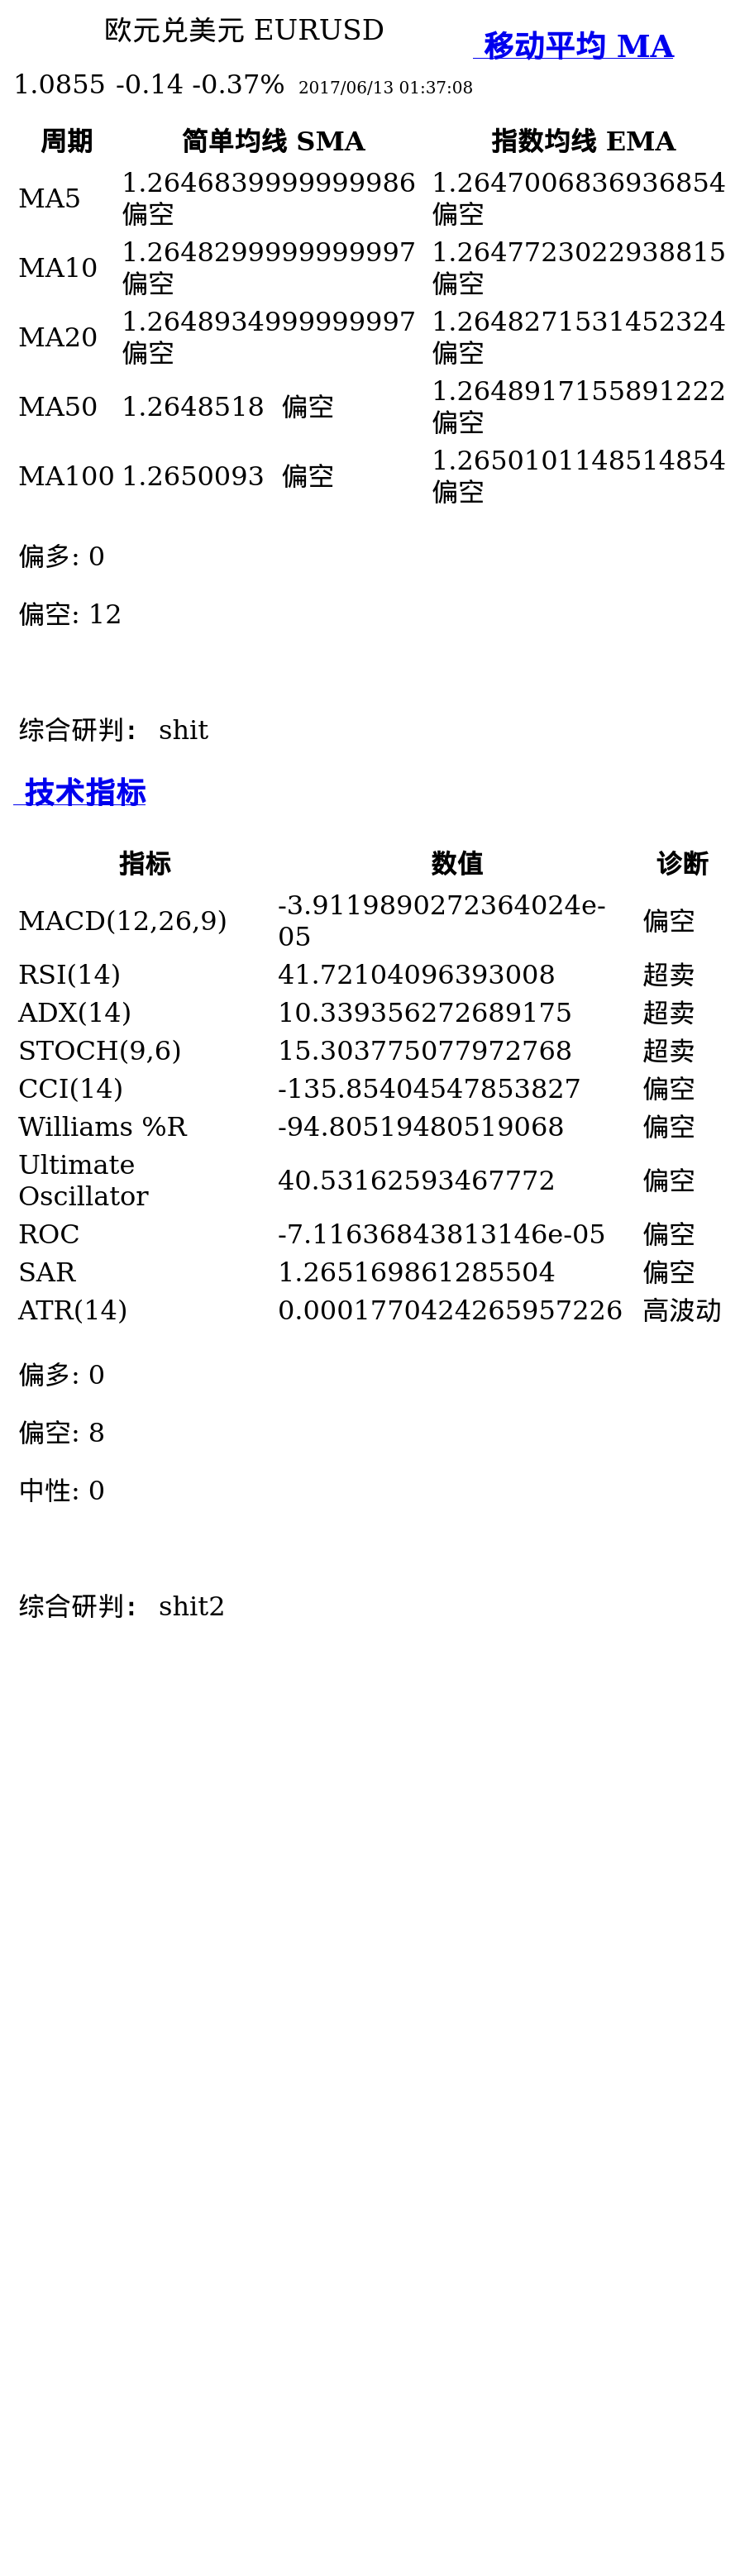 欧元兑美元 EURUSD
移动平均 MA
1.0855 -0.14 -0.37% 2017/06/13 01:37:08
周期 简单均线 SMA 指数均线 EMA
MA5 1.2646839999999986 偏空 1.2647006836936854 偏空
MA10 1.2648299999999997 偏空 1.2647723022938815 偏空
MA20 1.2648934999999997 偏空 1.2648271531452324 偏空
MA50 1.2648518 偏空 1.2648917155891222 偏空
MA100 1.2650093 偏空 1.2650101148514854 偏空
偏多: 0
偏空: 12
综合研判： shit
技术指标
指标 数值 诊断
MACD(12,26,9) -3.9119890272364024e-05 偏空
RSI(14) 41.72104096393008 超卖
ADX(14) 10.339356272689175 超卖
STOCH(9,6) 15.303775077972768 超卖
CCI(14) -135.85404547853827 偏空
Williams %R -94.80519480519068 偏空
Ultimate Oscillator 40.53162593467772 偏空
ROC -7.11636843813146e-05 偏空
SAR 1.265169861285504 偏空
ATR(14) 0.0001770424265957226 高波动
偏多: 0
偏空: 8
中性: 0
综合研判： shit2